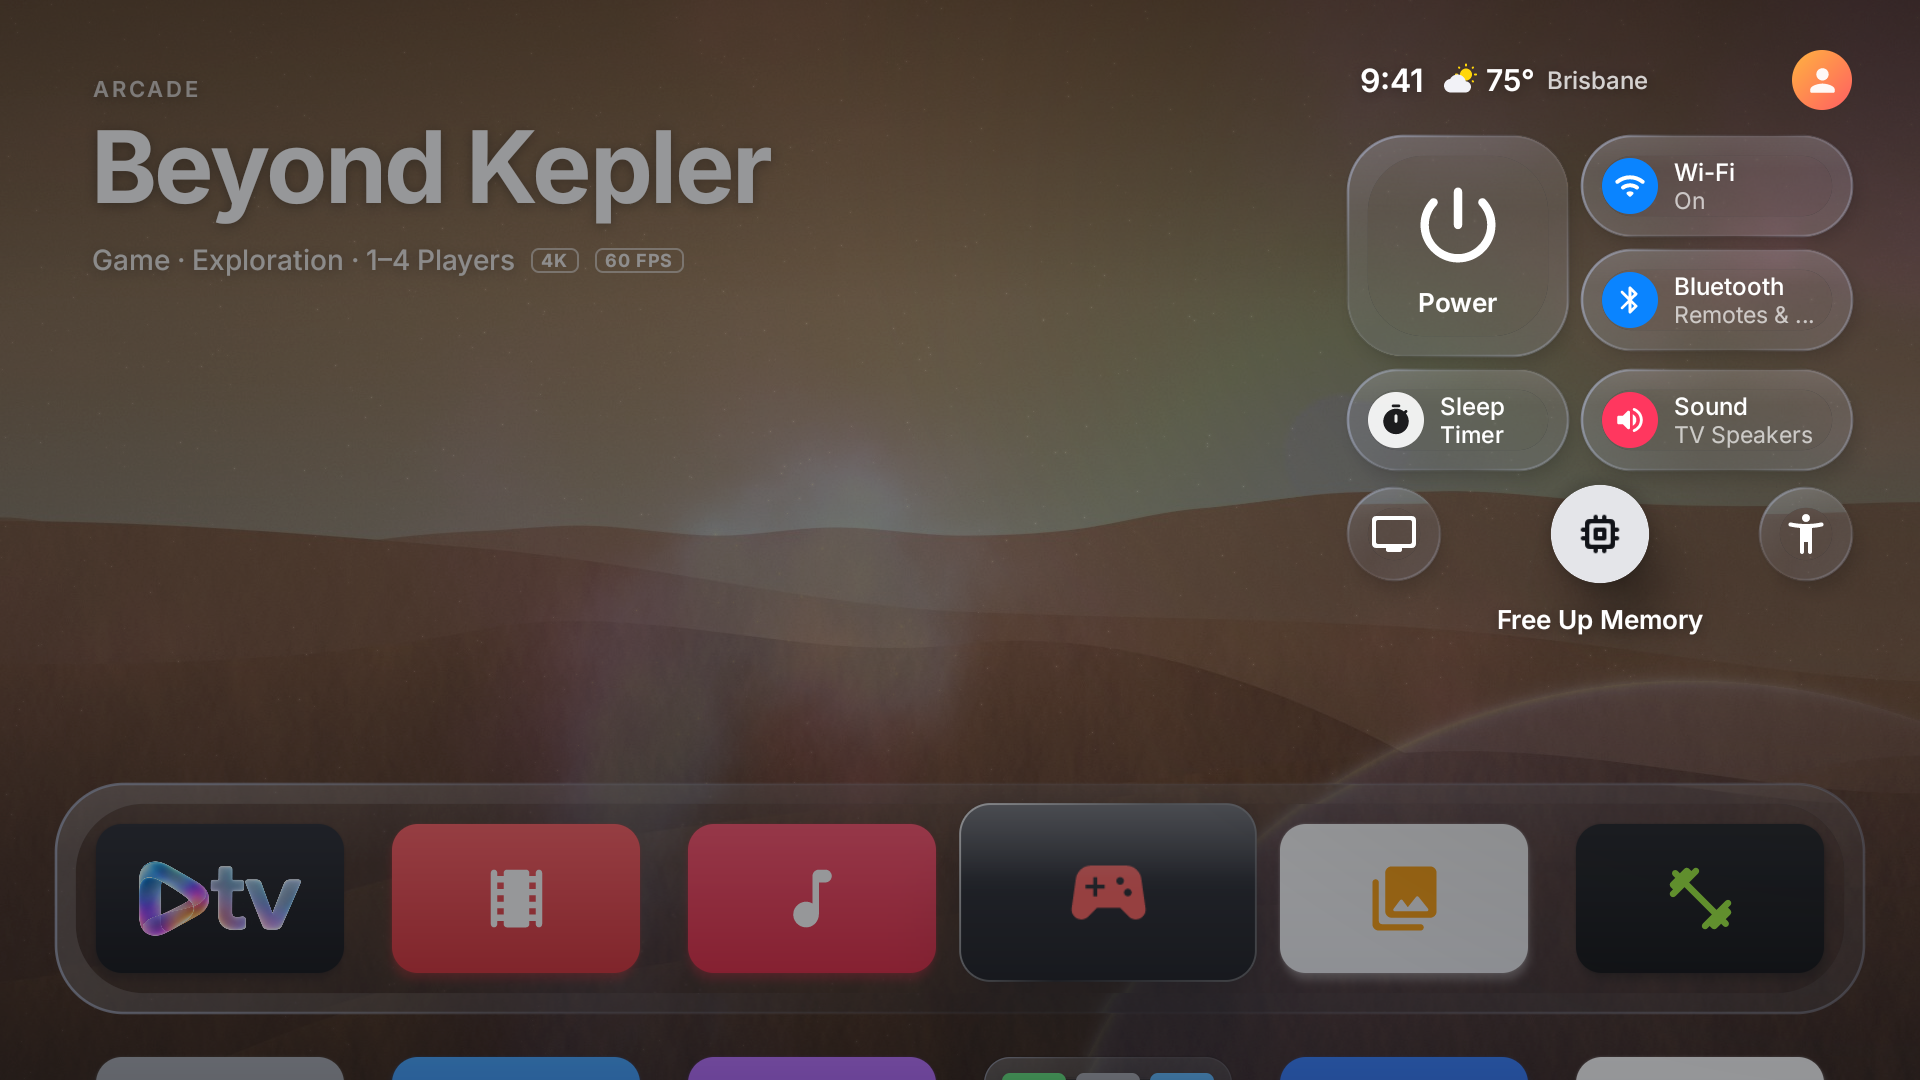 ARCADE
Beyond Kepler
Game · Exploration · 1–4 Players 4K 60 FPS
9:41 75° Brisbane
Power
Wi-Fi
On
Bluetooth
Remotes & ...
Sleep
Timer
Sound
TV Speakers
Free Up Memory
tv